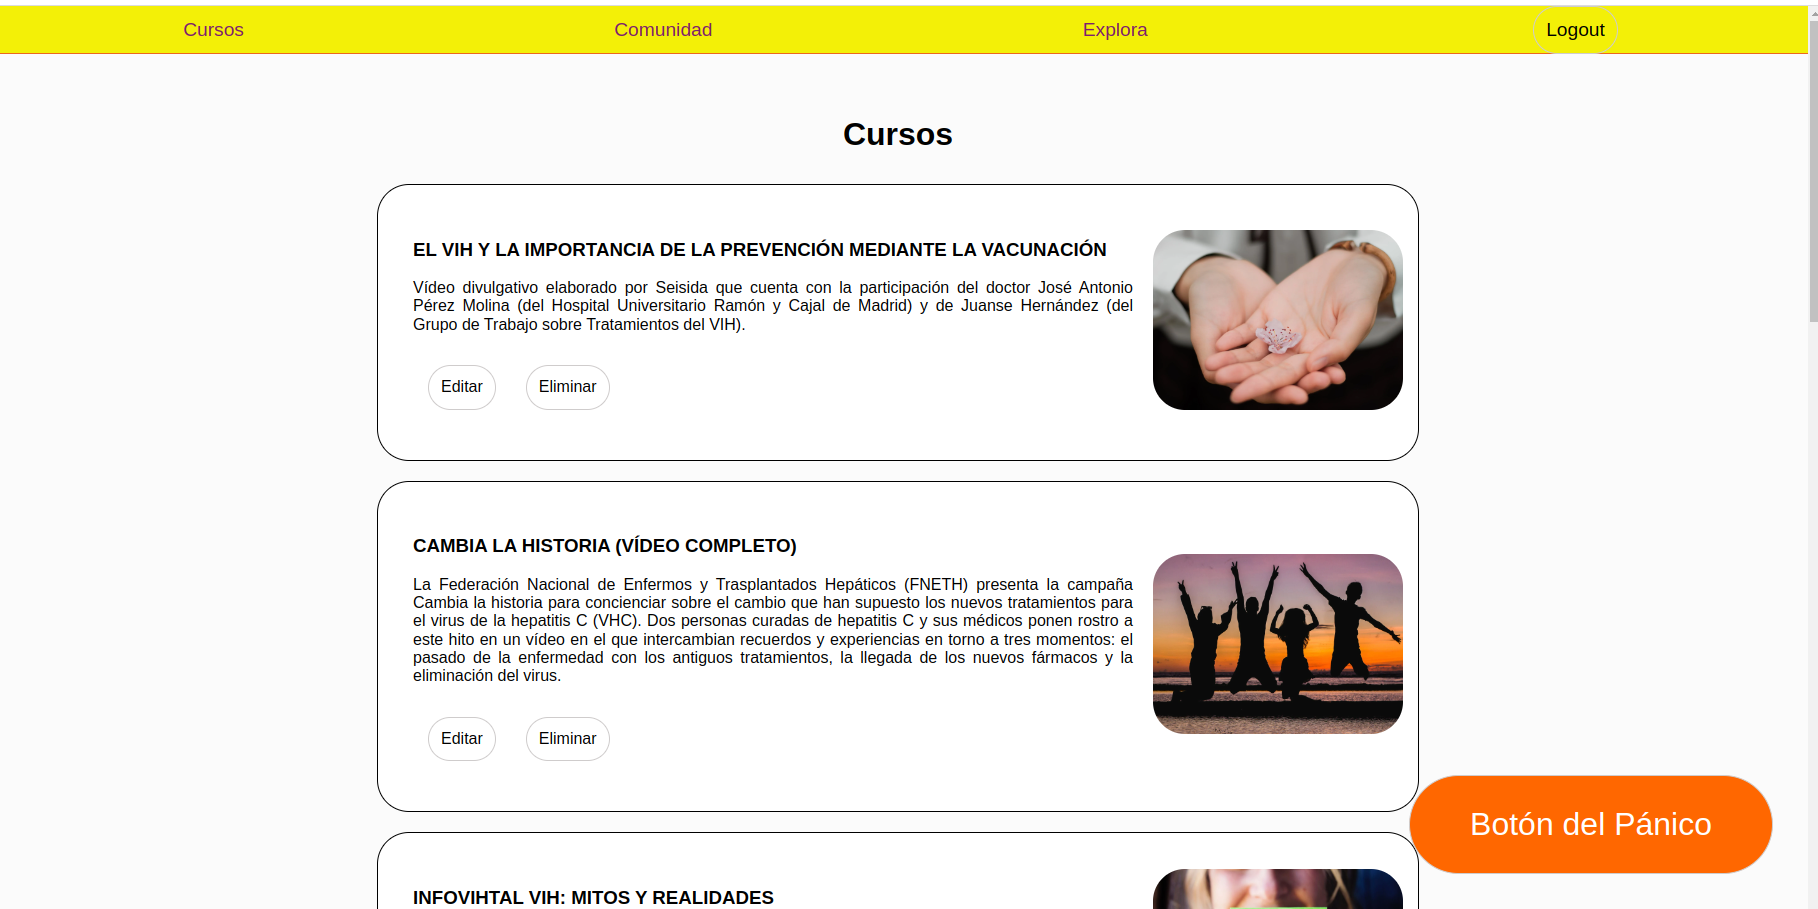 Cursos
Comunidad
Explora
Logout
Cursos
EL VIH Y LA IMPORTANCIA DE LA PREVENCIÓN MEDIANTE LA VACUNACIÓN
Vídeo divulgativo elaborado por Seisida que cuenta con la participación del doctor José Antonio
Pérez Molina (del Hospital Universitario Ramón y Cajal de Madrid) y de Juanse Hernández (del
Grupo de Trabajo sobre Tratamientos del VIH).
Editar
Eliminar
CAMBIA LA HISTORIA (VÍDEO COMPLETO)
La Federación Nacional de Enfermos y Trasplantados Hepáticos (FNETH) presenta la campaña
Cambia la historia para concienciar sobre el cambio que han supuesto los nuevos tratamientos para
el virus de la hepatitis C (VHC). Dos personas curadas de hepatitis C y sus médicos ponen rostro a
este hito en un vídeo en el que intercambian recuerdos y experiencias en torno a tres momentos: el
pasado de la enfermedad con los antiguos tratamientos, la llegada de los nuevos fármacos y la
eliminación del virus.
Editar
Eliminar
Botón del Pánico
INFOVIHTAL VIH: MITOS Y REALIDADES